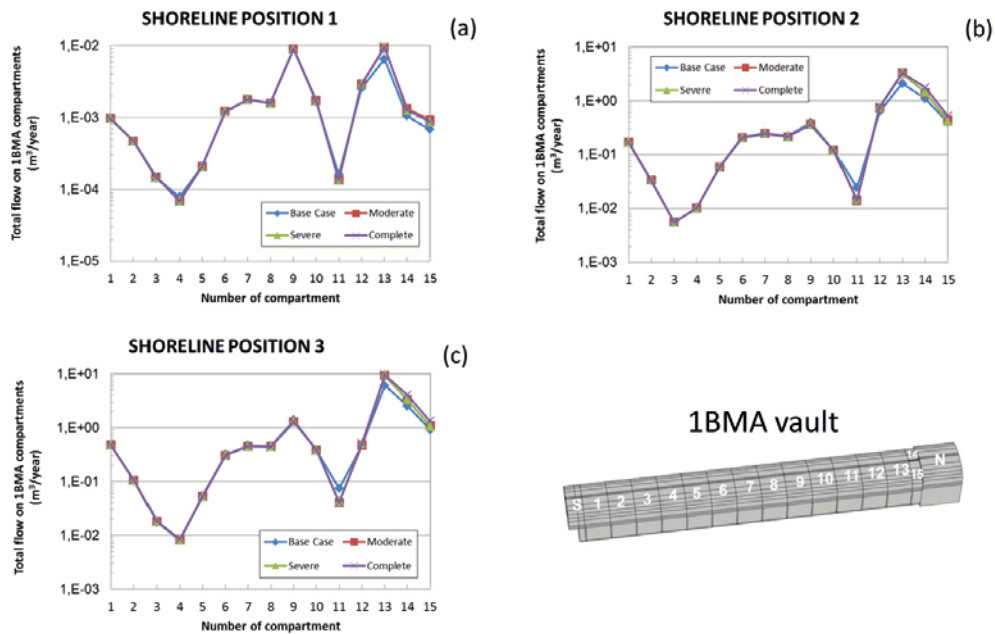 SHORELINE POSITION 1
(a)
Total flow on 1BMA compartments
(m³/year)
1,E-02
1,E-03
1,E-04
1,E-05
Base Case
Moderate
Severe
Complete
1 2 3 4 5 6 7 8 9 10 11 12 13 14 15
Number of compartment
SHORELINE POSITION 2
(b)
Total flow on 1BMA compartments
(m³/year)
1,E+01
1,E+00
1,E-01
1,E-02
1,E-03
Base Case
Moderate
Severe
Complete
1 2 3 4 5 6 7 8 9 10 11 12 13 14 15
Number of compartment
SHORELINE POSITION 3
(c)
Total flow on 1BMA compartments
(m³/year)
1,E+01
1,E+00
1,E-01
1,E-02
1,E-03
Base Case
Moderate
Severe
Complete
1 2 3 4 5 6 7 8 9 10 11 12 13 14 15
Number of compartment
1BMA vault
S 1 2 3 4 5 6 7 8 9 10 11 12 13 14 15 N